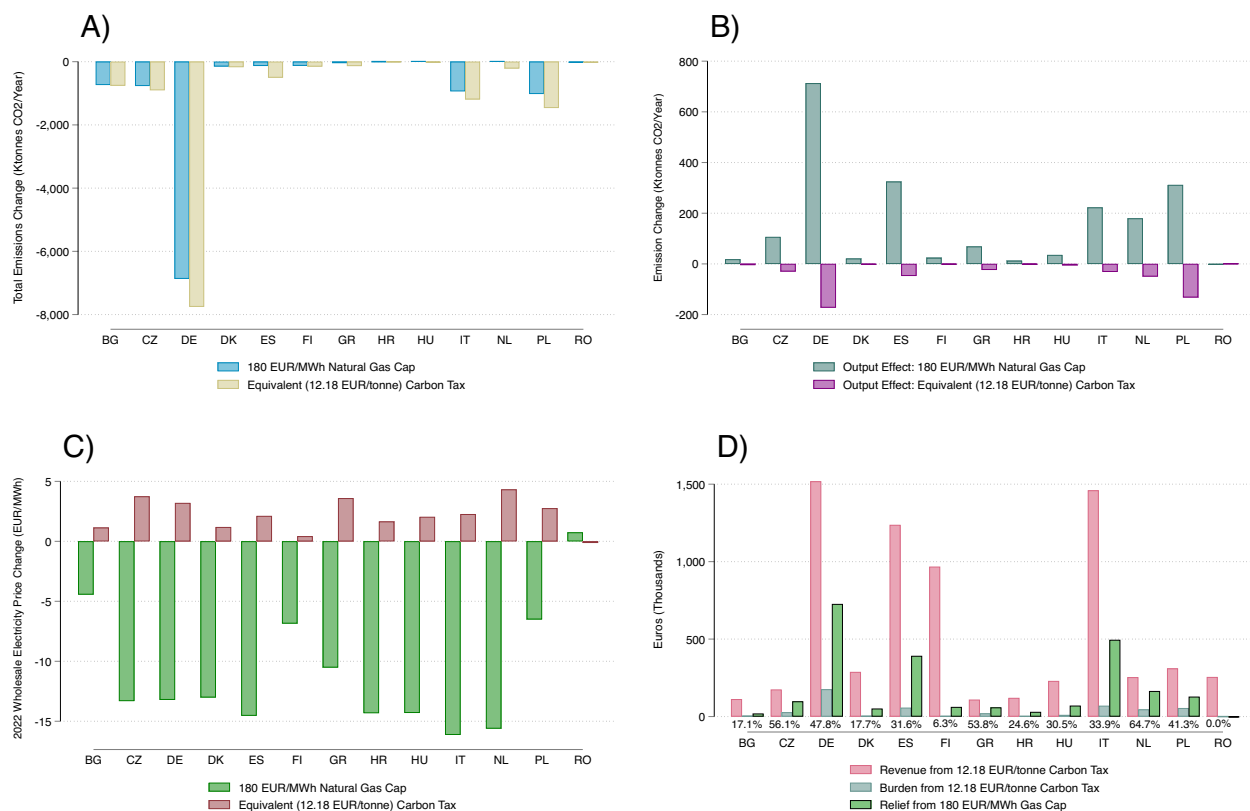 A)
Total Emissions Change (Ktonnes CO2/Year)
0
-2,000
-4,000
-6,000
-8,000
BG CZ DE DK ES FI GR HR HU IT NL PL RO
180 EUR/MWh Natural Gas Cap
Equivalent (12.18 EUR/tonne) Carbon Tax
B)
Emission Change (Ktonnes CO2/Year)
800
600
400
200
0
-200
BG CZ DE DK ES FI GR HR HU IT NL PL RO
Output Effect: 180 EUR/MWh Natural Gas Cap
Output Effect: Equivalent (12.18 EUR/tonne) Carbon Tax
C)
2022 Wholesale Electricity Price Change (EUR/MWh)
5
0
-5
-10
-15
BG CZ DE DK ES FI GR HR HU IT NL PL RO
180 EUR/MWh Natural Gas Cap
Equivalent (12.18 EUR/tonne) Carbon Tax
D)
Euros (Thousands)
1,500
1,000
500
0
17.1% 56.1% 47.8% 17.7% 31.6% 6.3% 53.8% 24.6% 30.5% 33.9% 64.7% 41.3% 0.0%
BG CZ DE DK ES FI GR HR HU IT NL PL RO
Revenue from 12.18 EUR/tonne Carbon Tax
Burden from 12.18 EUR/tonne Carbon Tax
Relief from 180 EUR/MWh Gas Cap